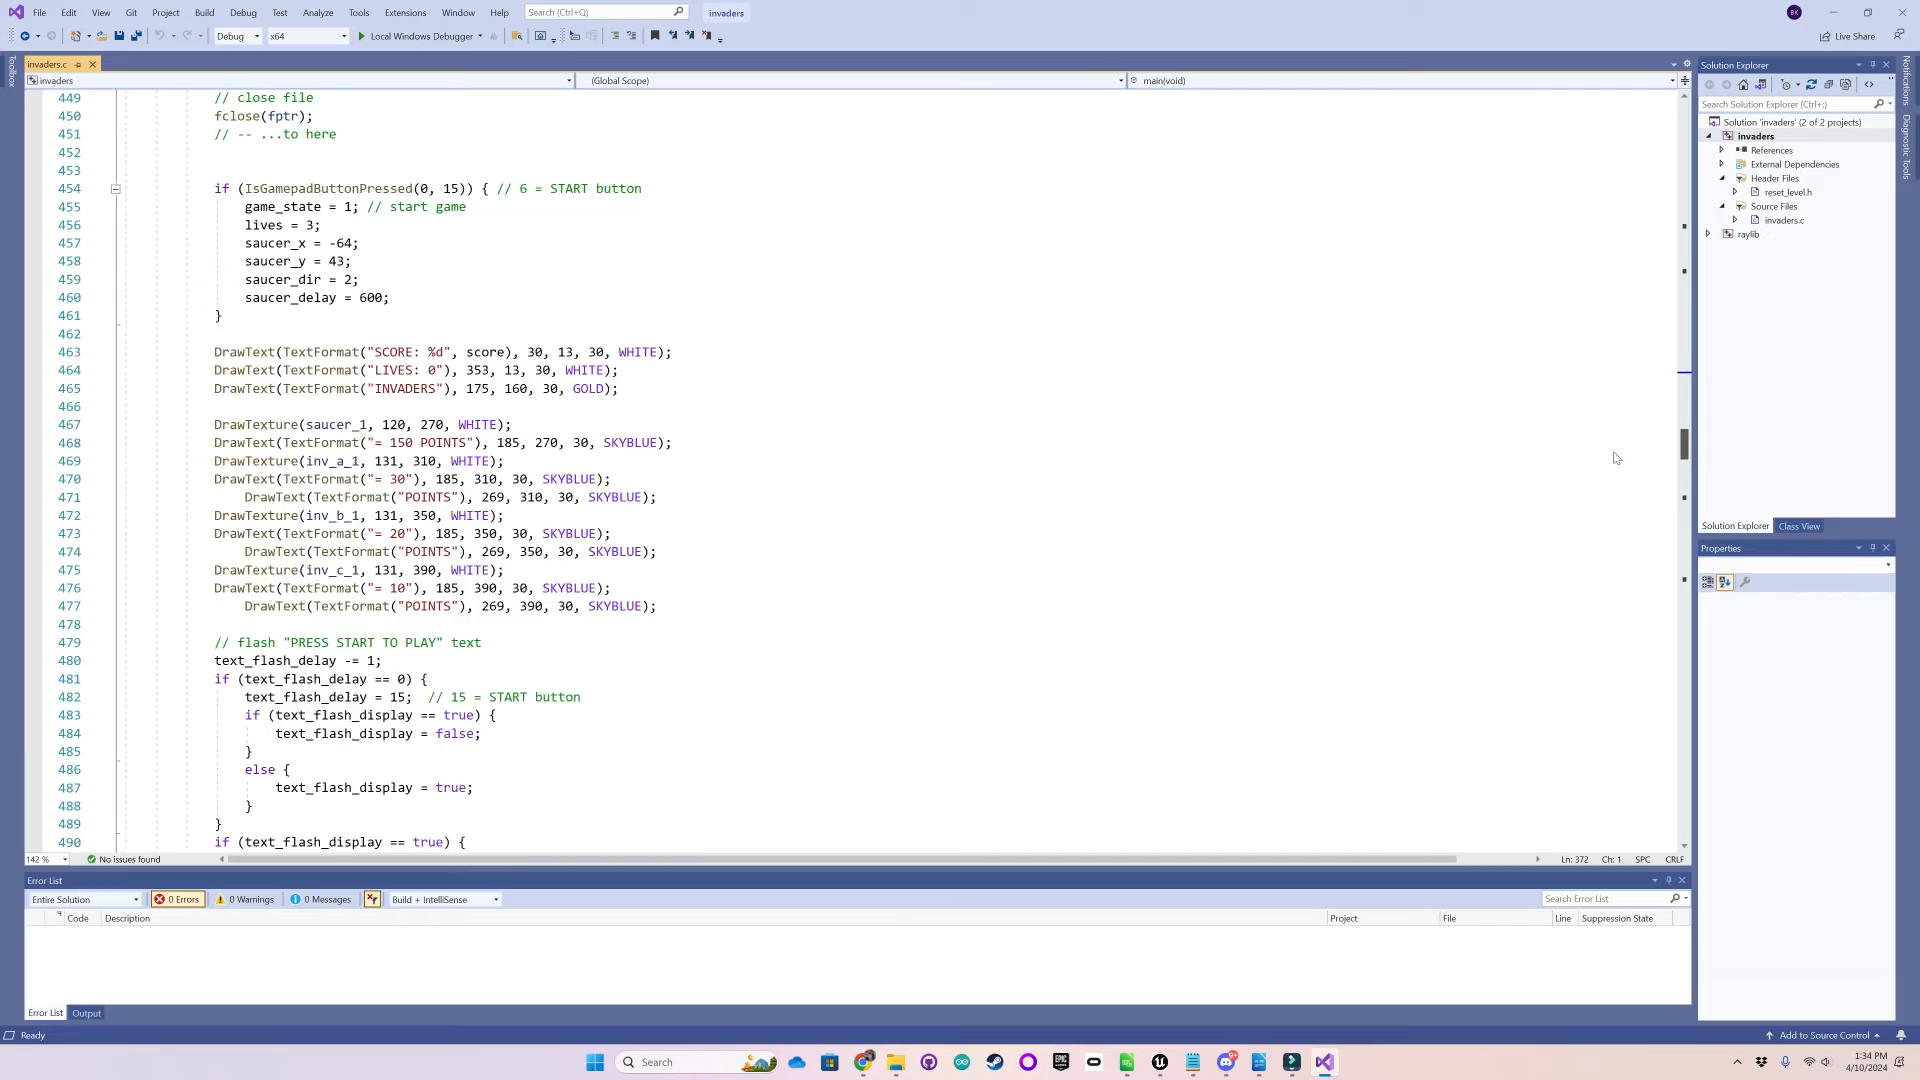 File Edit View Git Project Build Debug Test Analyze Tools Extensions Window Help Search (Ctrl+Q) invaders BK
Debug x64 Local Windows Debugger Live Share
Toolbox
invaders.c
invaders (Global Scope) main(void)
449 // close file
450 fclose(fptr);
451 // -- ...to here
452
453
454 if (IsGamepadButtonPressed(0, 15)) { // 6 = START button
455 game_state = 1; // start game
456 lives = 3;
457 saucer_x = -64;
458 saucer_y = 43;
459 saucer_dir = 2;
460 saucer_delay = 600;
461 }
462
463 DrawText(TextFormat("SCORE: %d", score), 30, 13, 30, WHITE);
464 DrawText(TextFormat("LIVES: 0"), 353, 13, 30, WHITE);
465 DrawText(TextFormat("INVADERS"), 175, 160, 30, GOLD);
466
467 DrawTexture(saucer_1, 120, 270, WHITE);
468 DrawText(TextFormat("= 150 POINTS"), 185, 270, 30, SKYBLUE);
469 DrawTexture(inv_a_1, 131, 310, WHITE);
470 DrawText(TextFormat("= 30"), 185, 310, 30, SKYBLUE);
471 DrawText(TextFormat("POINTS"), 269, 310, 30, SKYBLUE);
472 DrawTexture(inv_b_1, 131, 350, WHITE);
473 DrawText(TextFormat("= 20"), 185, 350, 30, SKYBLUE);
474 DrawText(TextFormat("POINTS"), 269, 350, 30, SKYBLUE);
475 DrawTexture(inv_c_1, 131, 390, WHITE);
476 DrawText(TextFormat("= 10"), 185, 390, 30, SKYBLUE);
477 DrawText(TextFormat("POINTS"), 269, 390, 30, SKYBLUE);
478
479 // flash "PRESS START TO PLAY" text
480 text_flash_delay -= 1;
481 if (text_flash_delay == 0) {
482 text_flash_delay = 15; // 15 = START button
483 if (text_flash_display == true) {
484 text_flash_display = false;
485 }
486 else {
487 text_flash_display = true;
488 }
489 }
490 if (text_flash_display == true) {
142 % No issues found Ln: 372 Ch: 1 SPC CRLF
Error List
Entire Solution 0 Errors 0 Warnings 0 Messages Build + IntelliSense Search Error List
Code Description Project File Line Suppression State
Error List Output
Solution Explorer
Search Solution Explorer (Ctrl+;)
Solution 'invaders' (2 of 2 projects)
invaders
References
External Dependencies
Header Files
reset_level.h
Source Files
invaders.c
raylib
Solution Explorer Class View
Properties
Notifications
Diagnostic Tools
Ready Add to Source Control
Search
1:34 PM
4/10/2024